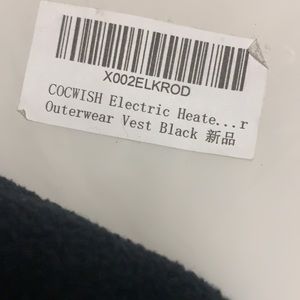 X002ELKROD
COCWISH Electric Heate...r
Outerwear Vest Black 新品